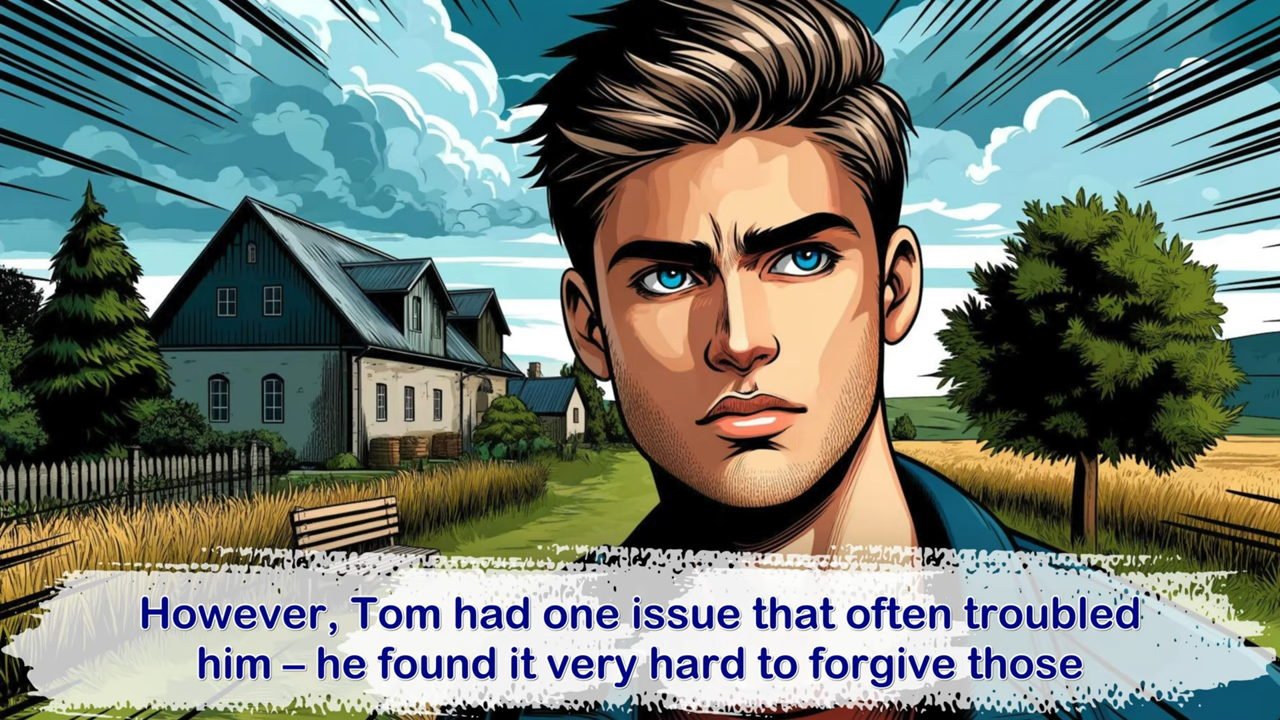 However, Tom had one issue that often troubled
him – he found it very hard to forgive those